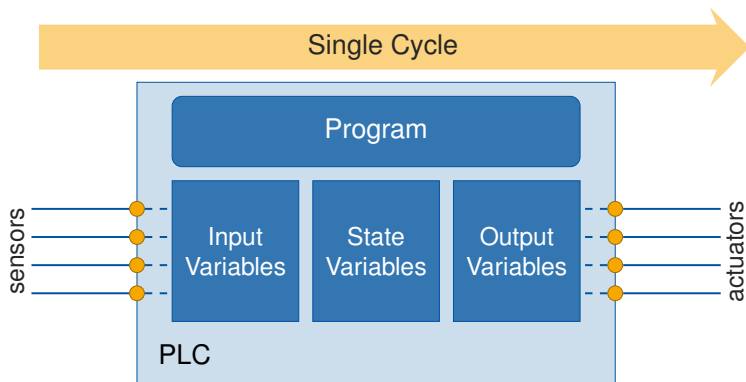 Single Cycle
Program
sensors
Input
Variables
State
Variables
Output
Variables
actuators
PLC